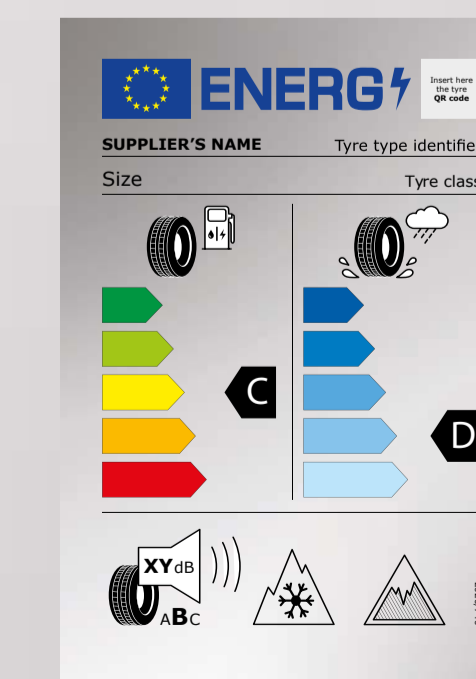 ENERG
Insert here
the tyre
QR code
SUPPLIER'S NAME
Tyre type identifie
Size
Tyre class
C
D
XYdB
ABC